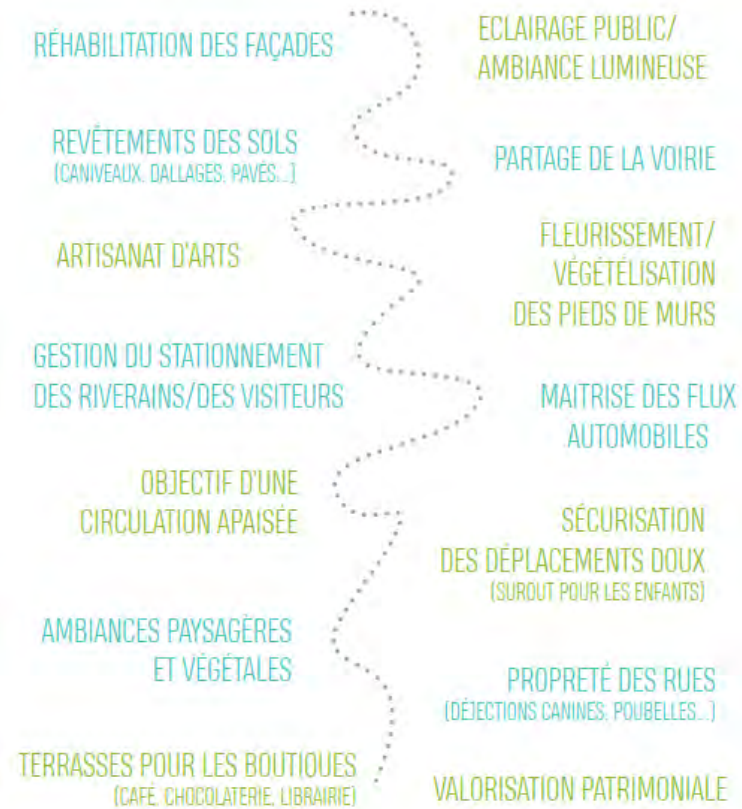 RÉHABILITATION DES FAÇADES
ECLAIRAGE PUBLIC/
AMBIANCE LUMINEUSE
REVÊTEMENTS DES SOLS
(CANIVEAUX, DALLAGES, PAVÉS...)
PARTAGE DE LA VOIRIE
ARTISANAT D'ARTS
FLEURISSEMENT/
VÉGÉTÉLISATION
DES PIEDS DE MURS
GESTION DU STATIONNEMENT
DES RIVERAINS/DES VISITEURS
MAITRISE DES FLUX
AUTOMOBILES
OBJECTIF D'UNE
CIRCULATION APAISÉE
SÉCURISATION
DES DÉPLACEMENTS DOUX
(SUROUT POUR LES ENFANTS)
AMBIANCES PAYSAGÈRES
ET VÉGÉTALES
PROPRETÉ DES RUES
(DÉJECTIONS CANINES, POUBELLES...)
TERRASSES POUR LES BOUTIQUES
(CAFÉ, CHOCOLATERIE, LIBRAIRIE)
VALORISATION PATRIMONIALE